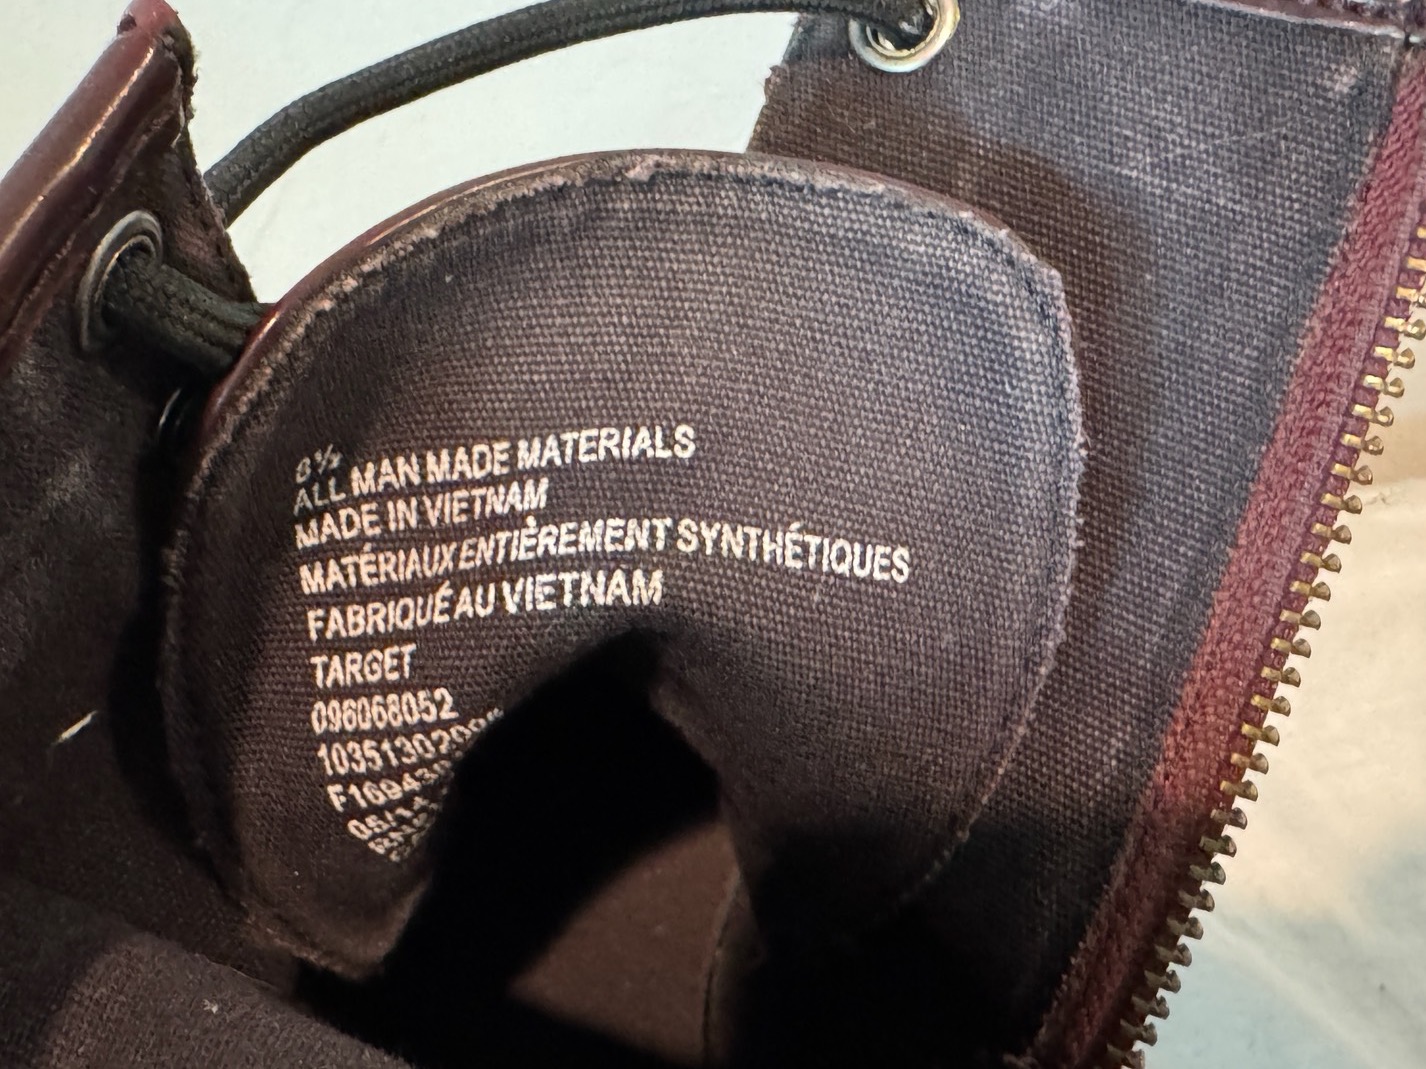 ALL MAN MADE MATERIALS
MADE IN VIETNAM
MATÉRIAUX ENTIÈREMENT SYNTHÉTIQUES
FABRIQUÉ AU VIETNAM
TARGET
096068052